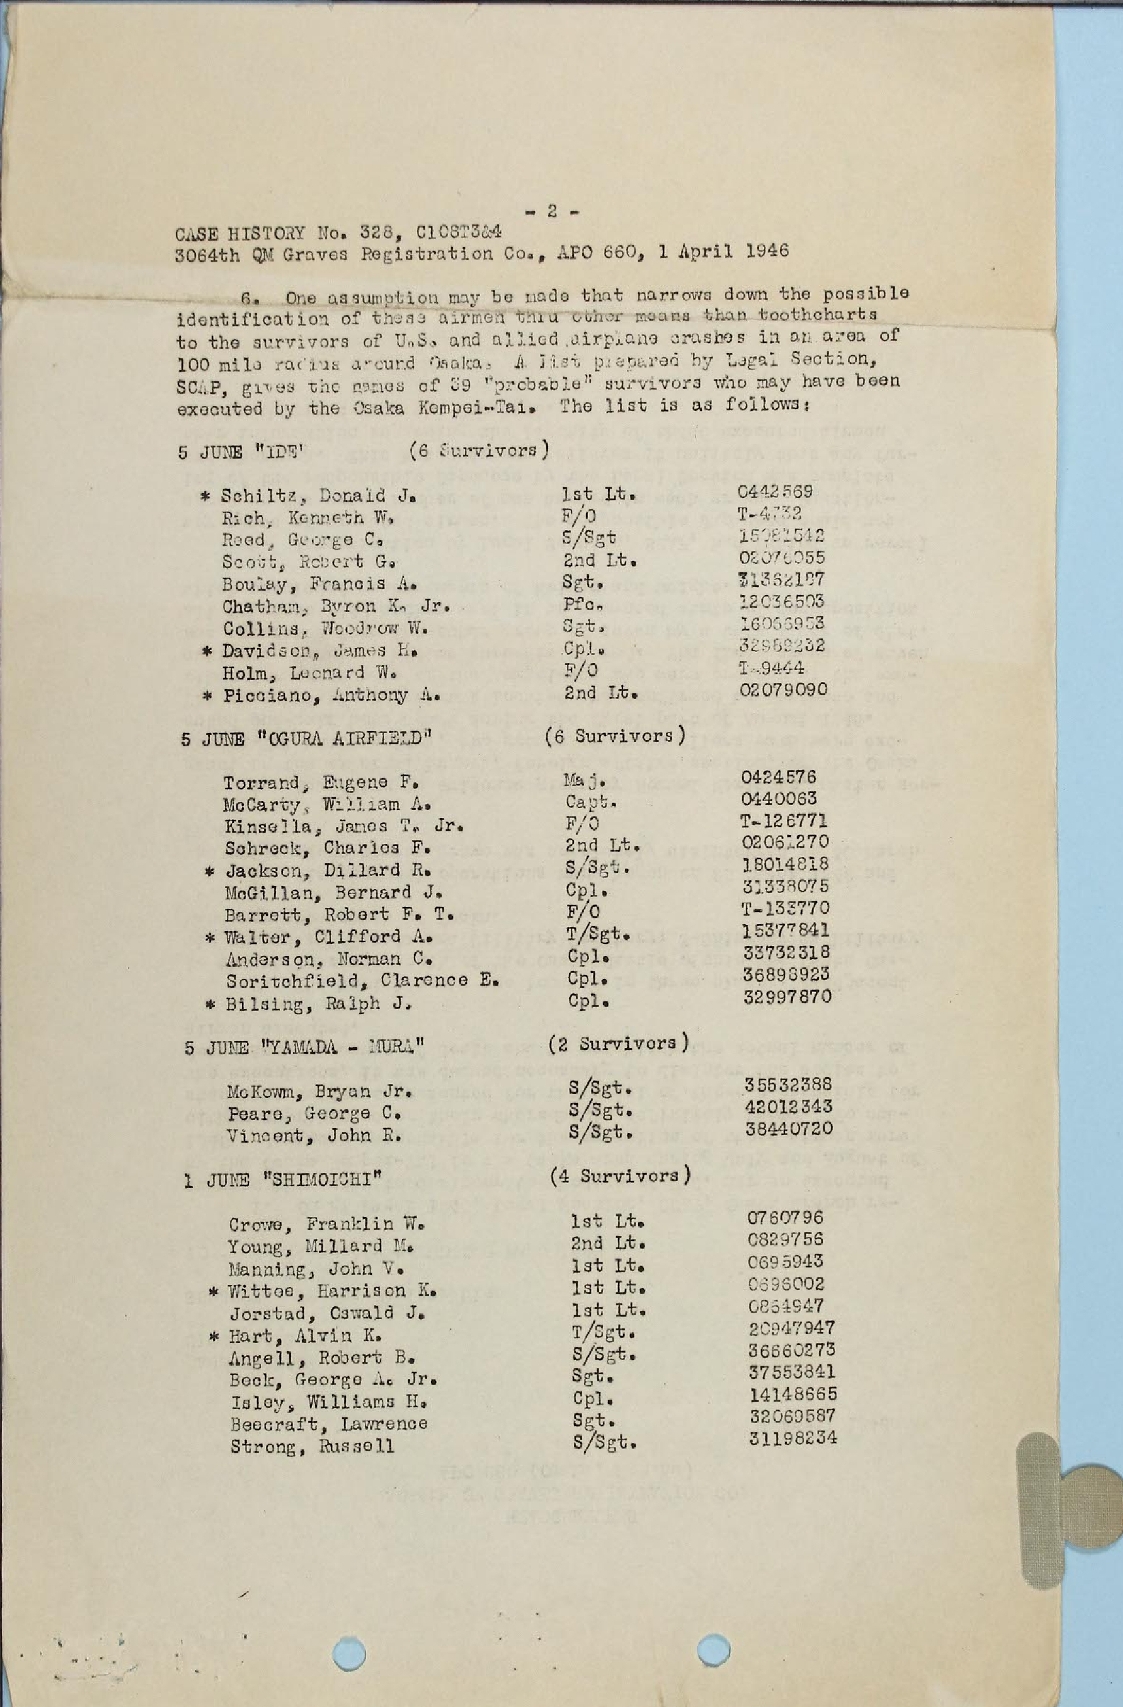 - 2 -
CASE HISTORY No. 328, C108T3&4
3064th QM Graves Registration Co., APO 660, 1 April 1946
6. One assumption may be made that narrows down the possible
identification of these airmen thru other means than toothcharts
to the survivors of U.S. and allied airplane crashes in an area of
100 mile radius around Osaka. A list prepared by Legal Section,
SCAP, gives the names of 39 "probable" survivors who may have been
executed by the Osaka Kempei-Tai. The list is as follows:
5 JUNE "IDE" (6 Survivors)
* Schiltz, Donald J. 1st Lt. 0442569
Rich, Kenneth W. F/O T-4732
Reed, George C. S/Sgt 15081542
Scott, Robert G. 2nd Lt. 02076055
Boulay, Francis A. Sgt. 31362187
Chatham, Byron K. Jr. Pfc. 12036503
Collins, Woodrow W. Sgt. 16066953
* Davidson, James H. Cpl. 32989232
Holm, Leonard W. F/O T-9444
* Picciano, Anthony A. 2nd Lt. 02079090
5 JUNE "OGURA AIRFIELD" (6 Survivors)
Torrand, Eugene F. Maj. 0424576
McCarty, William A. Capt. 0440063
Kinsella, James T. Jr. F/O T-126771
Schreck, Charles F. 2nd Lt. 02061270
* Jackson, Dillard R. S/Sgt. 18014818
McGillan, Bernard J. Cpl. 31338075
Barrett, Robert F. T. F/O T-133770
* Walter, Clifford A. T/Sgt. 15377841
Anderson, Norman C. Cpl. 33732318
Soritchfield, Clarence E. Cpl. 36898923
* Bilsing, Ralph J. Cpl. 32997870
5 JUNE "YAMADA - MURA" (2 Survivors)
McKown, Bryan Jr. S/Sgt. 35532388
Peare, George C. S/Sgt. 42012343
Vincent, John R. S/Sgt. 38440720
1 JUNE "SHIMOICHI" (4 Survivors)
Crowe, Franklin W. 1st Lt. 0760796
Young, Millard M. 2nd Lt. 0829756
Manning, John V. 1st Lt. 0695943
* Wittee, Harrison K. 1st Lt. 0696002
Jorstad, Oswald J. 1st Lt. 0864947
* Hart, Alvin K. T/Sgt. 20947947
Angell, Robert B. S/Sgt. 36660273
Beck, George A. Jr. Sgt. 37553841
Isley, Williams H. Cpl. 14148665
Beecraft, Lawrence Sgt. 32069587
Strong, Russell S/Sgt. 31198234